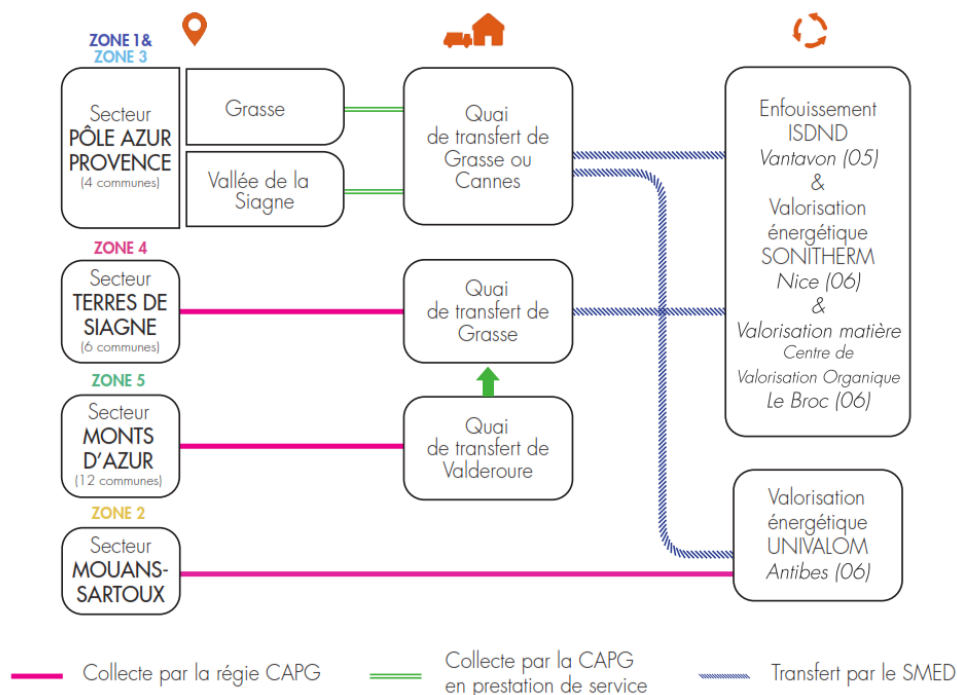 ZONE 1&
ZONE 3
Secteur
PÔLE AZUR
PROVENCE
(4 communes)
Grasse
Vallée de la
Siagne
Quai
de transfert de
Grasse ou
Cannes
Enfouissement
ISDND
Vantavon (05)
&
Valorisation
énergétique
SONITHERM
Nice (06)
&
Valorisation matière
Centre de
Valorisation Organique
Le Broc (06)
ZONE 4
Secteur
TERRES DE
SIAGNE
(6 communes)
Quai
de transfert de
Grasse
ZONE 5
Secteur
MONTS
D'AZUR
(12 communes)
Quai
de transfert de
Valderoure
ZONE 2
Secteur
MOUANS-
SARTOUX
Valorisation
énergétique
UNIVALOM
Antibes (06)
Collecte par la régie CAPG
Collecte par la CAPG
en prestation de service
Transfert par le SMED